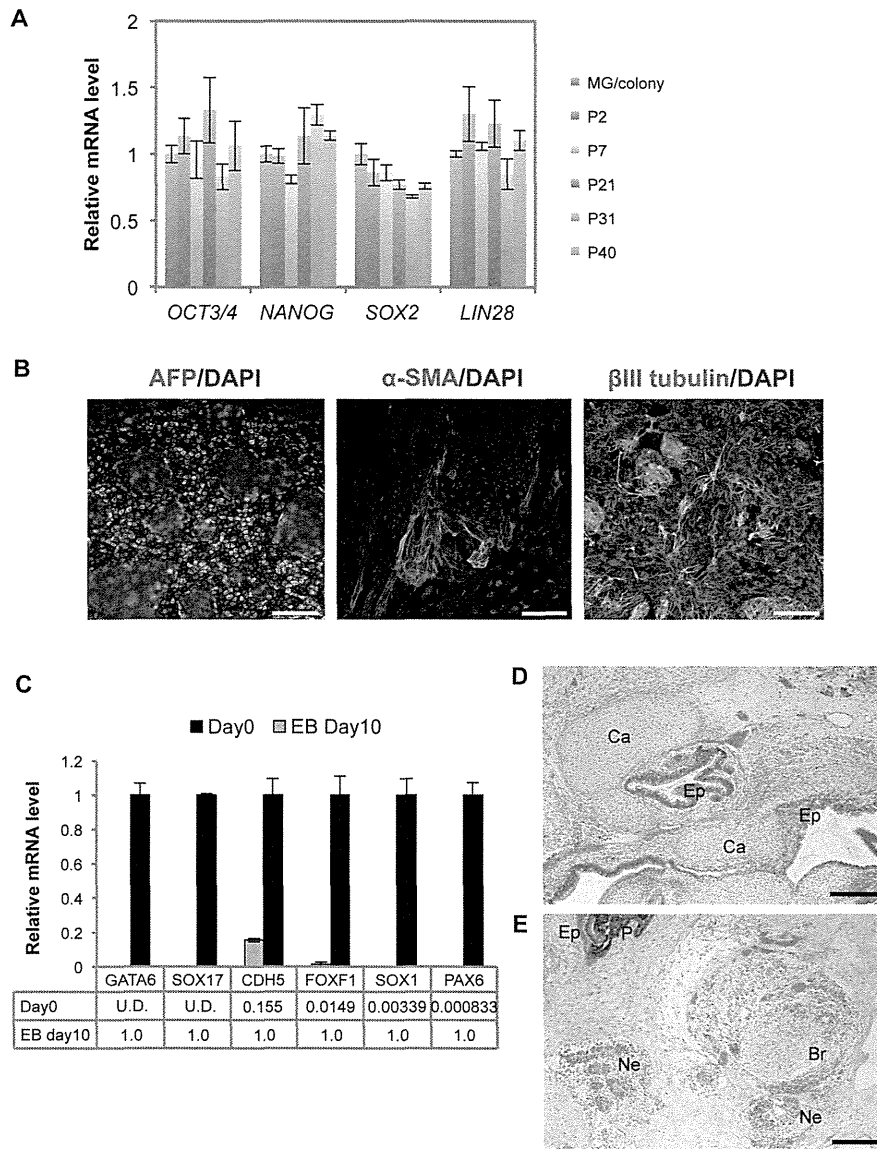 A
Relative mRNA level
2
1.5
1
0.5
0
OCT3/4 NANOG SOX2 LIN28
MG/colony
P2
P7
P21
P31
P40
B
AFP/DAPI
α-SMA/DAPI
βIII tubulin/DAPI
C
Day0 EB Day10
Relative mRNA level
1.2
1
0.8
0.6
0.4
0.2
0
GATA6 SOX17 CDH5 FOXF1 SOX1 PAX6
Day0 U.D. U.D. 0.155 0.0149 0.00339 0.000833
EB day10 1.0 1.0 1.0 1.0 1.0 1.0
D
Ca
Ep
Ep
Ca
E
Ep
P
Ne
Br
Ne